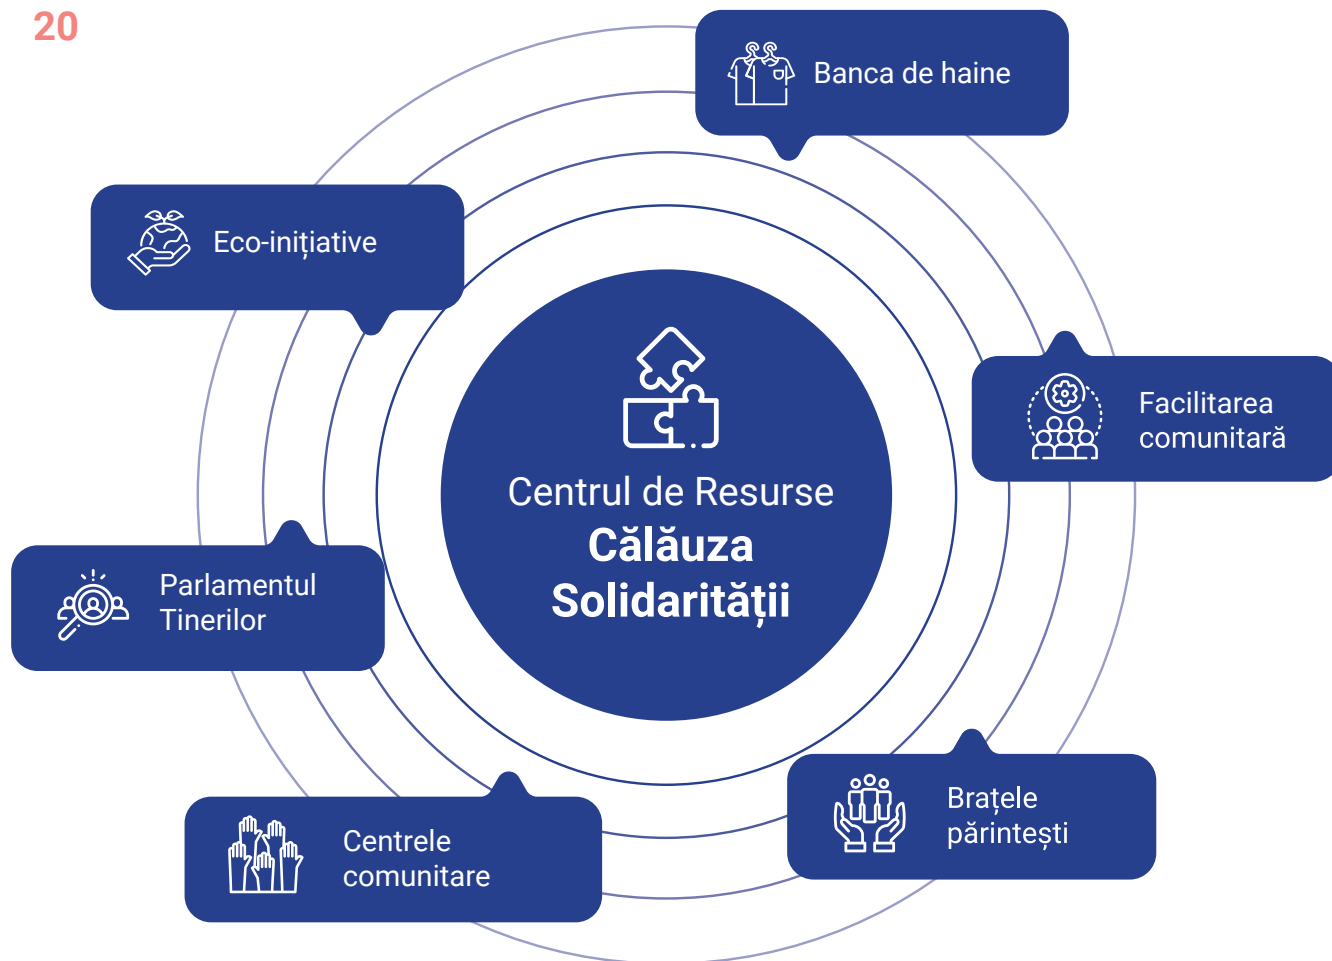 20
Banca de haine
Eco-inițiative
Facilitarea
comunitară
Centrul de Resurse
Călăuza
Solidarității
Parlamentul
Tinerilor
Brațele
părintești
Centrele
comunitare